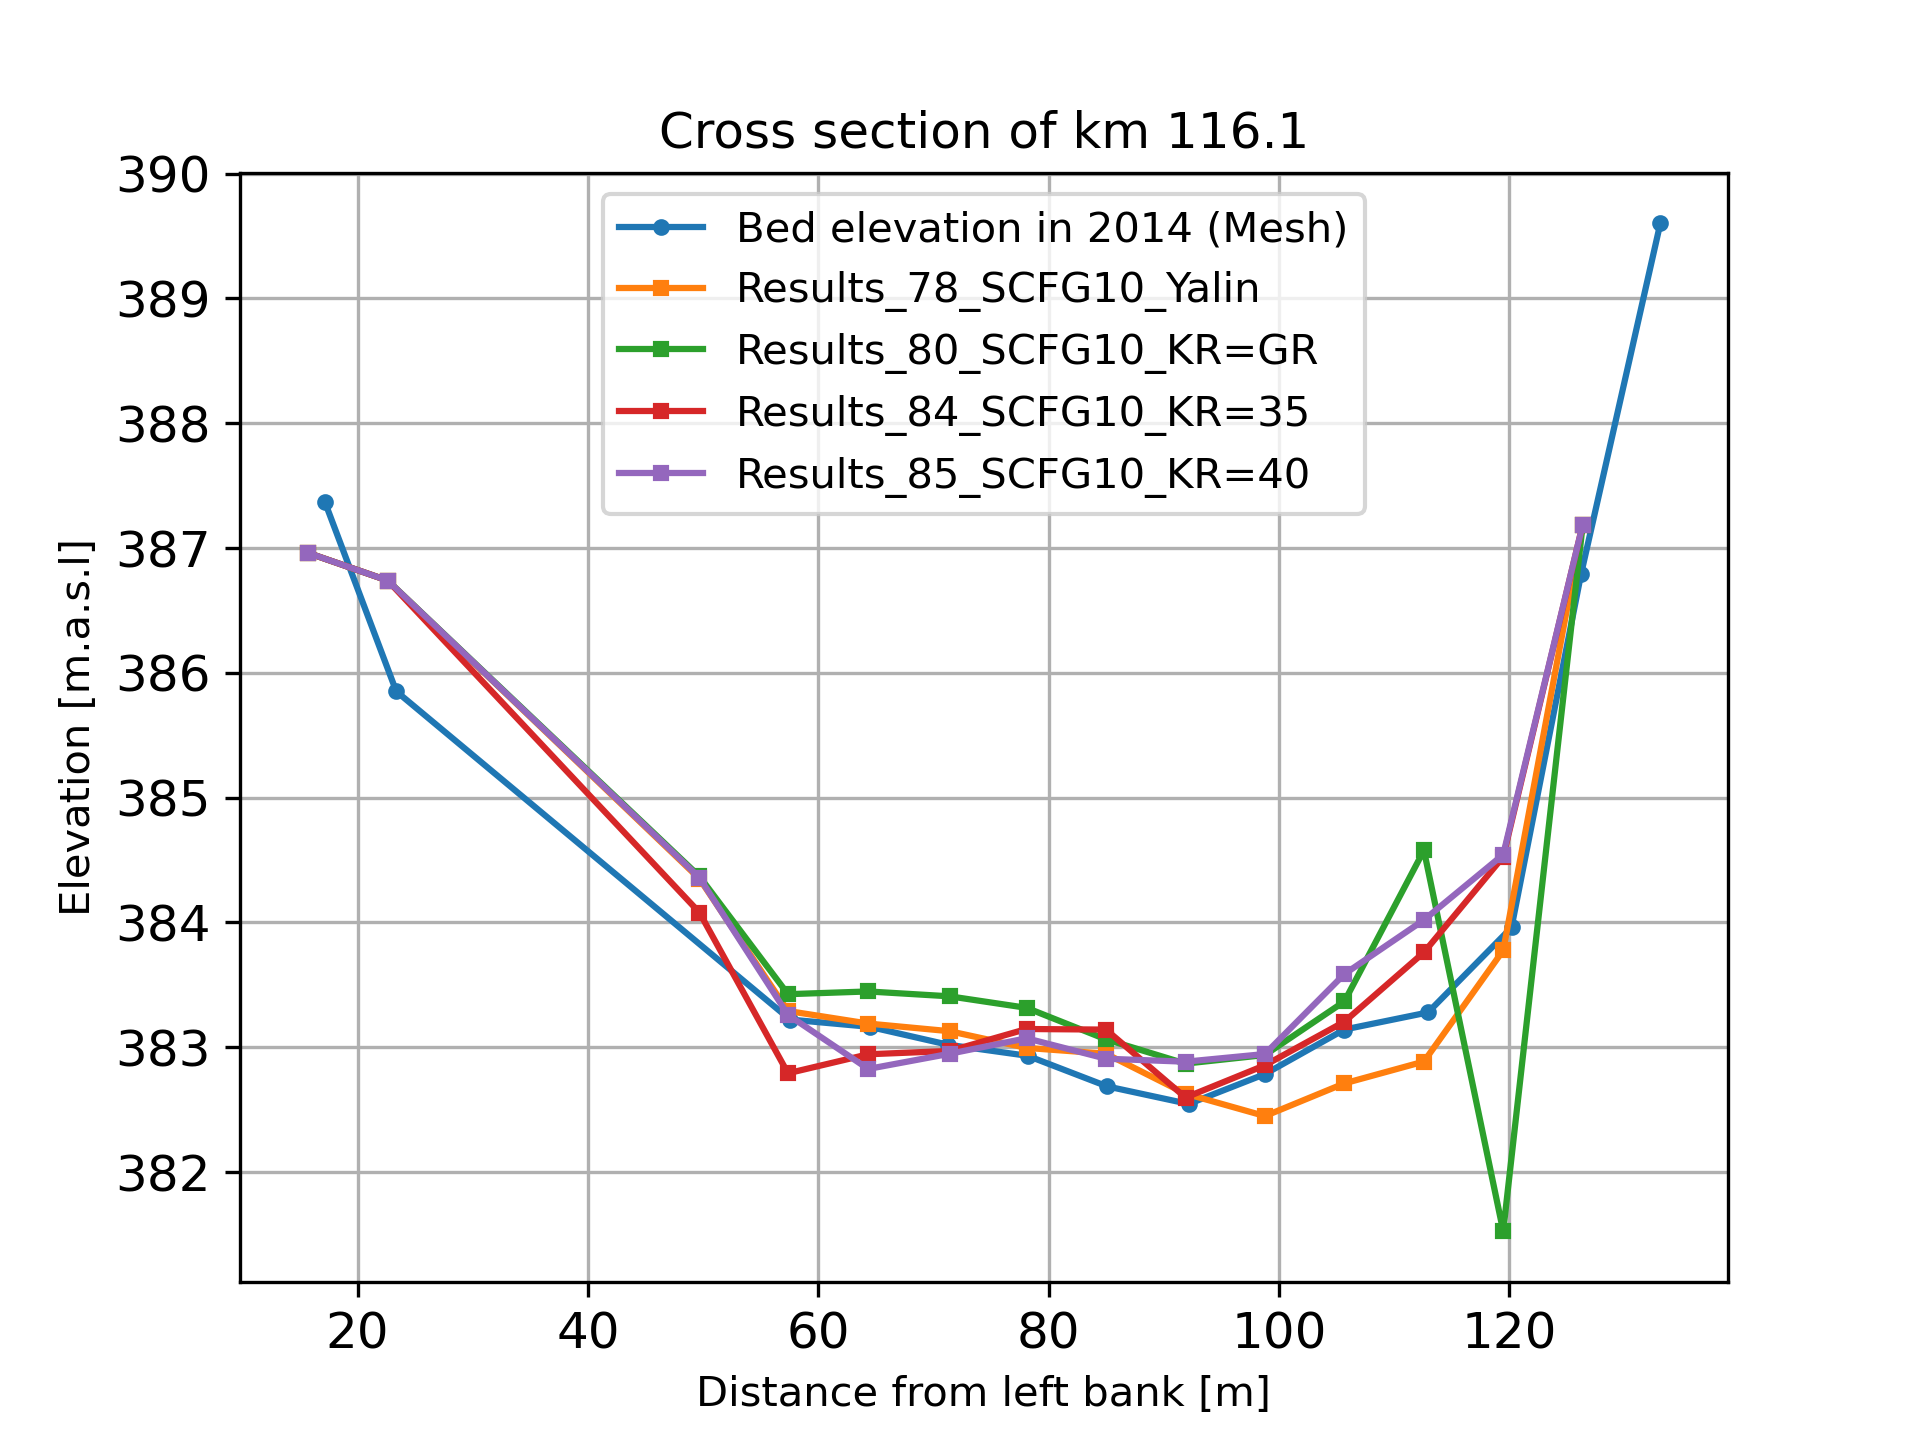 Cross section of km 116.1
390
389
388
387
386
385
384
383
382
Elevation [m.a.s.l]
Bed elevation in 2014 (Mesh)
Results_78_SCFG10_Yalin
Results_80_SCFG10_KR=GR
Results_84_SCFG10_KR=35
Results_85_SCFG10_KR=40
20 40 60 80 100 120
Distance from left bank [m]